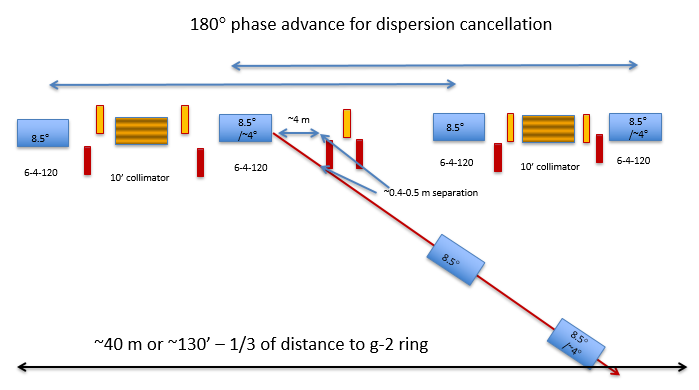 180° phase advance for dispersion cancellation
8.5°
8.5°
/~4°
~4 m
8.5°
8.5°
/~4°
6-4-120
10’ collimator
6-4-120
6-4-120
10’ collimator
6-4-120
~0.4-0.5 m separation
8.5°
8.5°
/~4°
~40 m or ~130’ – 1/3 of distance to g-2 ring